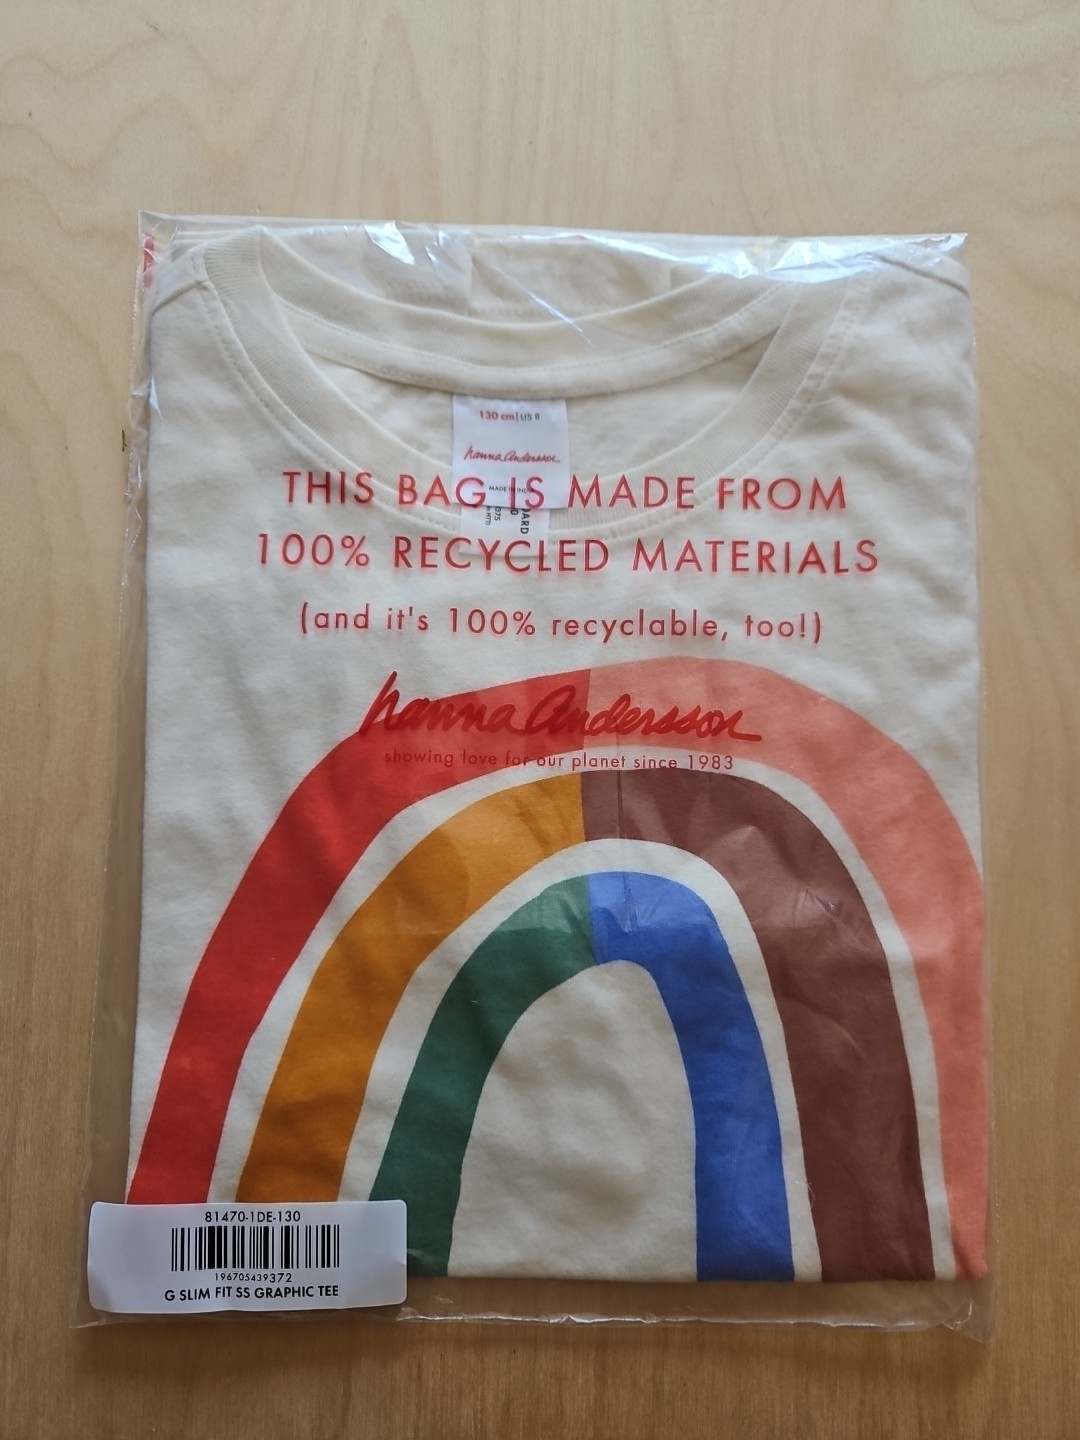 130 cm | US 8
hanna Andersson
THIS BAG IS MADE FROM
100% RECYCLED MATERIALS
(and it's 100% recyclable, too!)
hanna Andersson
showing love for our planet since 1983
81470-1DE-130
196705439372
G SLIM FIT SS GRAPHIC TEE